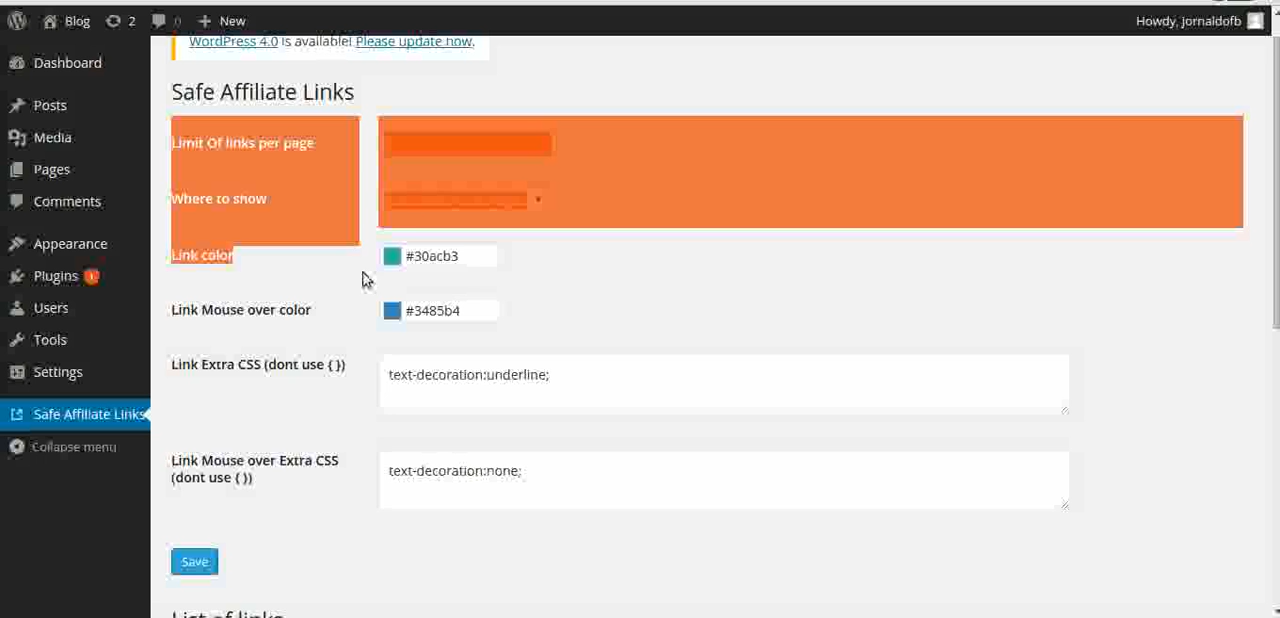 Blog 2 0 New Howdy, jornaldofb
WordPress 4.0 is available! Please update now.
Dashboard
Posts
Media
Pages
Comments
Appearance
Plugins 1
Users
Tools
Settings
Safe Affiliate Links
Collapse menu
Safe Affiliate Links
Limit Of links per page
Where to show
Link color #30acb3
Link Mouse over color #3485b4
Link Extra CSS (dont use { }) text-decoration:underline;
Link Mouse over Extra CSS
(dont use { }) text-decoration:none;
Save
List of links